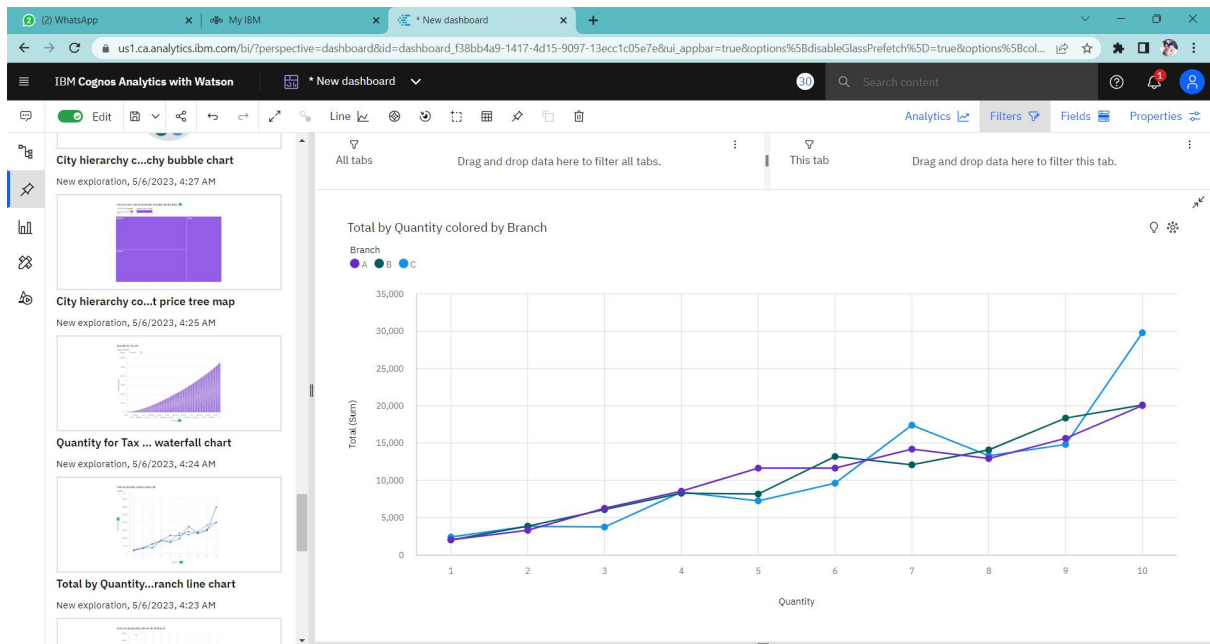 (2) WhatsApp
My IBM
* New dashboard
us1.ca.analytics.ibm.com/bi/?perspective=dashboard&id=dashboard_f38bb4a9-1417-4d15-9097-13ecc1c05e7e&ui_appbar=true&options%5BdisableGlassPrefetch%5D=true&options%5Bcol...
IBM Cognos Analytics with Watson
* New dashboard
30
Search content
1
Edit
Line
Analytics
Filters
Fields
Properties
All tabs
Drag and drop data here to filter all tabs.
This tab
Drag and drop data here to filter this tab.
City hierarchy c...chy bubble chart
New exploration, 5/6/2023, 4:27 AM
City hierarchy co...t price tree map
New exploration, 5/6/2023, 4:25 AM
Quantity for Tax ... waterfall chart
New exploration, 5/6/2023, 4:24 AM
Total by Quantity...ranch line chart
New exploration, 5/6/2023, 4:23 AM
Total by Quantity colored by Branch
Branch
A B C
35,000
30,000
25,000
20,000
15,000
10,000
5,000
0
Total (Sum)
1 2 3 4 5 6 7 8 9 10
Quantity